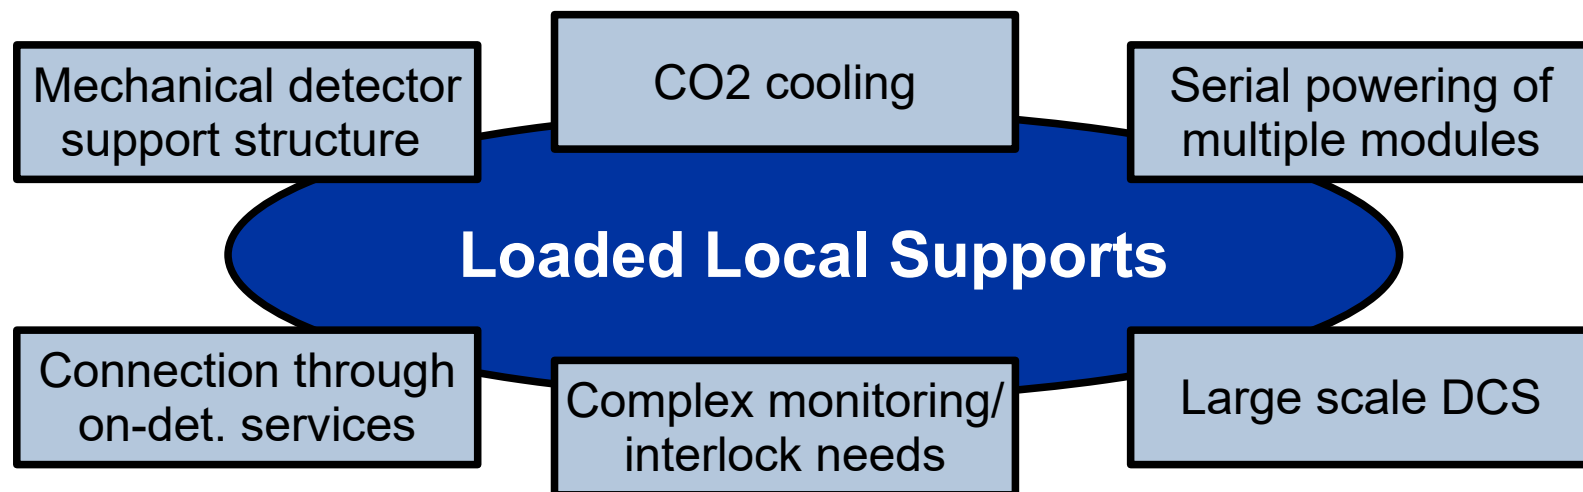 Mechanical detector
support structure
CO2 cooling
Serial powering of
multiple modules
Loaded Local Supports
Connection through
on-det. services
Complex monitoring/
interlock needs
Large scale DCS